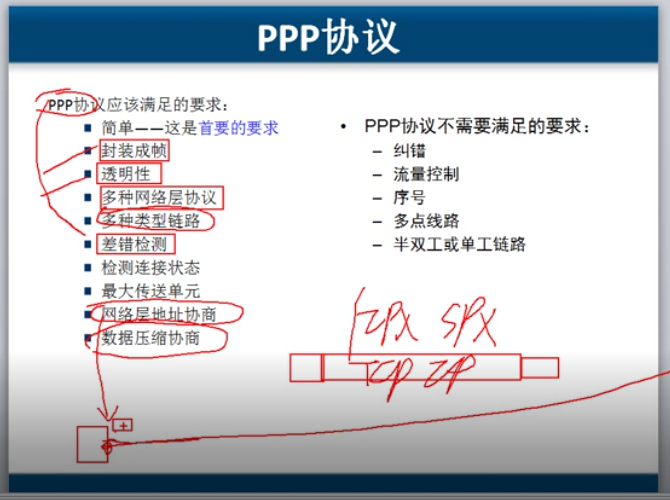 PPP协议
PPP协议应该满足的要求：
简单——这是首要的要求
封装成帧
透明性
多种网络层协议
多种类型链路
差错检测
检测连接状态
最大传送单元
网络层地址协商
数据压缩协商
PPP协议不需要满足的要求：
纠错
流量控制
序号
多点线路
半双工或单工链路
IPX SPX
TCP IP